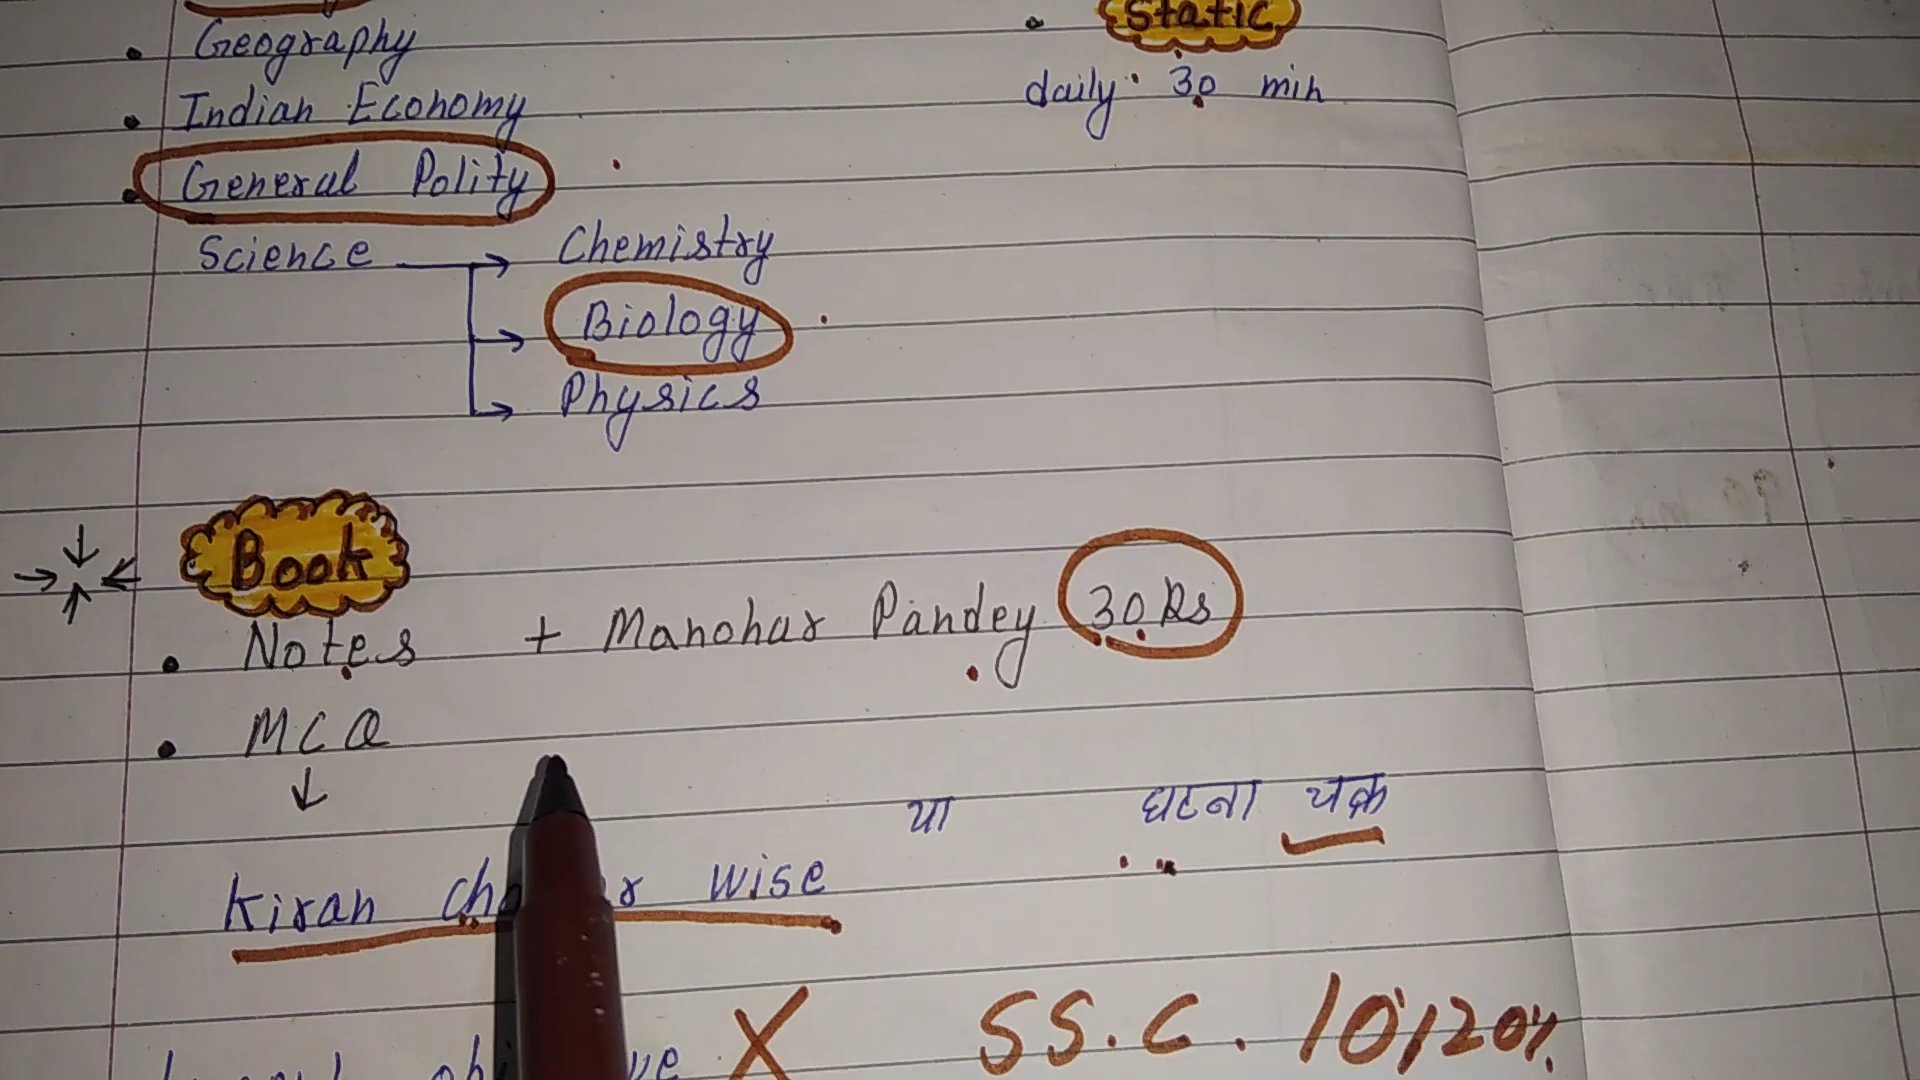 Static
Geography
daily 30 min
Indian Economy
General Polity
Science → Chemistry
→ Biology
→ Physics
Book
Notes + Manohar Pandey 30 Rs
MCQ
या घटना चक्र
Kiran wise
X S S . C . 10/20%